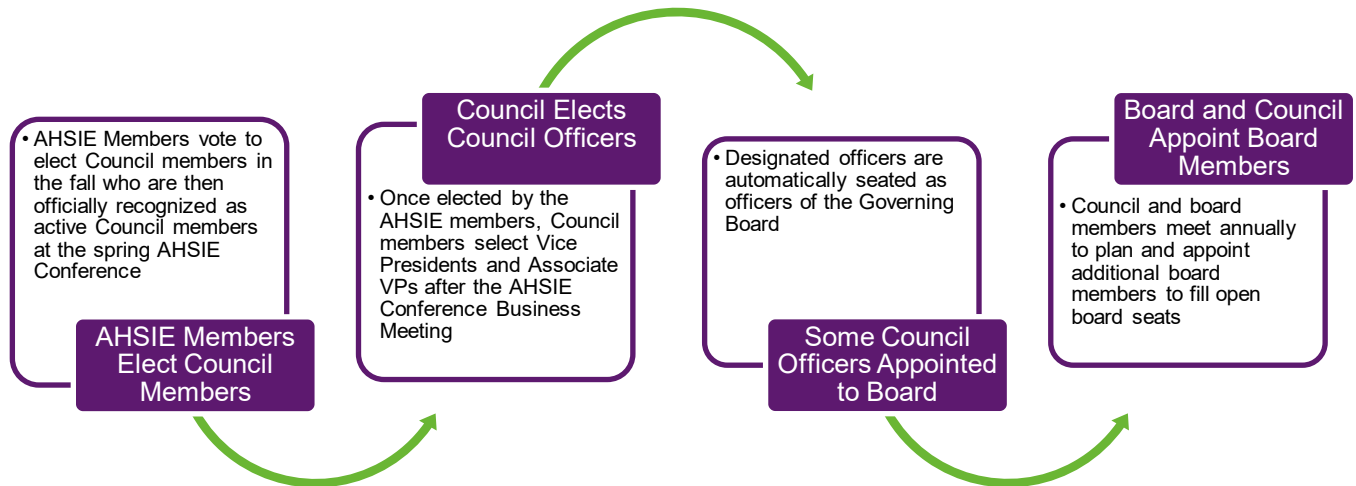 • AHSIE Members vote to
elect Council members in
the fall who are then
officially recognized as
active Council members
at the spring AHSIE
Conference
AHSIE Members
Elect Council
Members
Council Elects
Council Officers
• Once elected by the
AHSIE members, Council
members select Vice
Presidents and Associate
VPs after the AHSIE
Conference Business
Meeting
• Designated officers are
automatically seated as
officers of the Governing
Board
Some Council
Officers Appointed
to Board
Board and Council
Appoint Board
Members
• Council and board
members meet annually
to plan and appoint
additional board
members to fill open
board seats